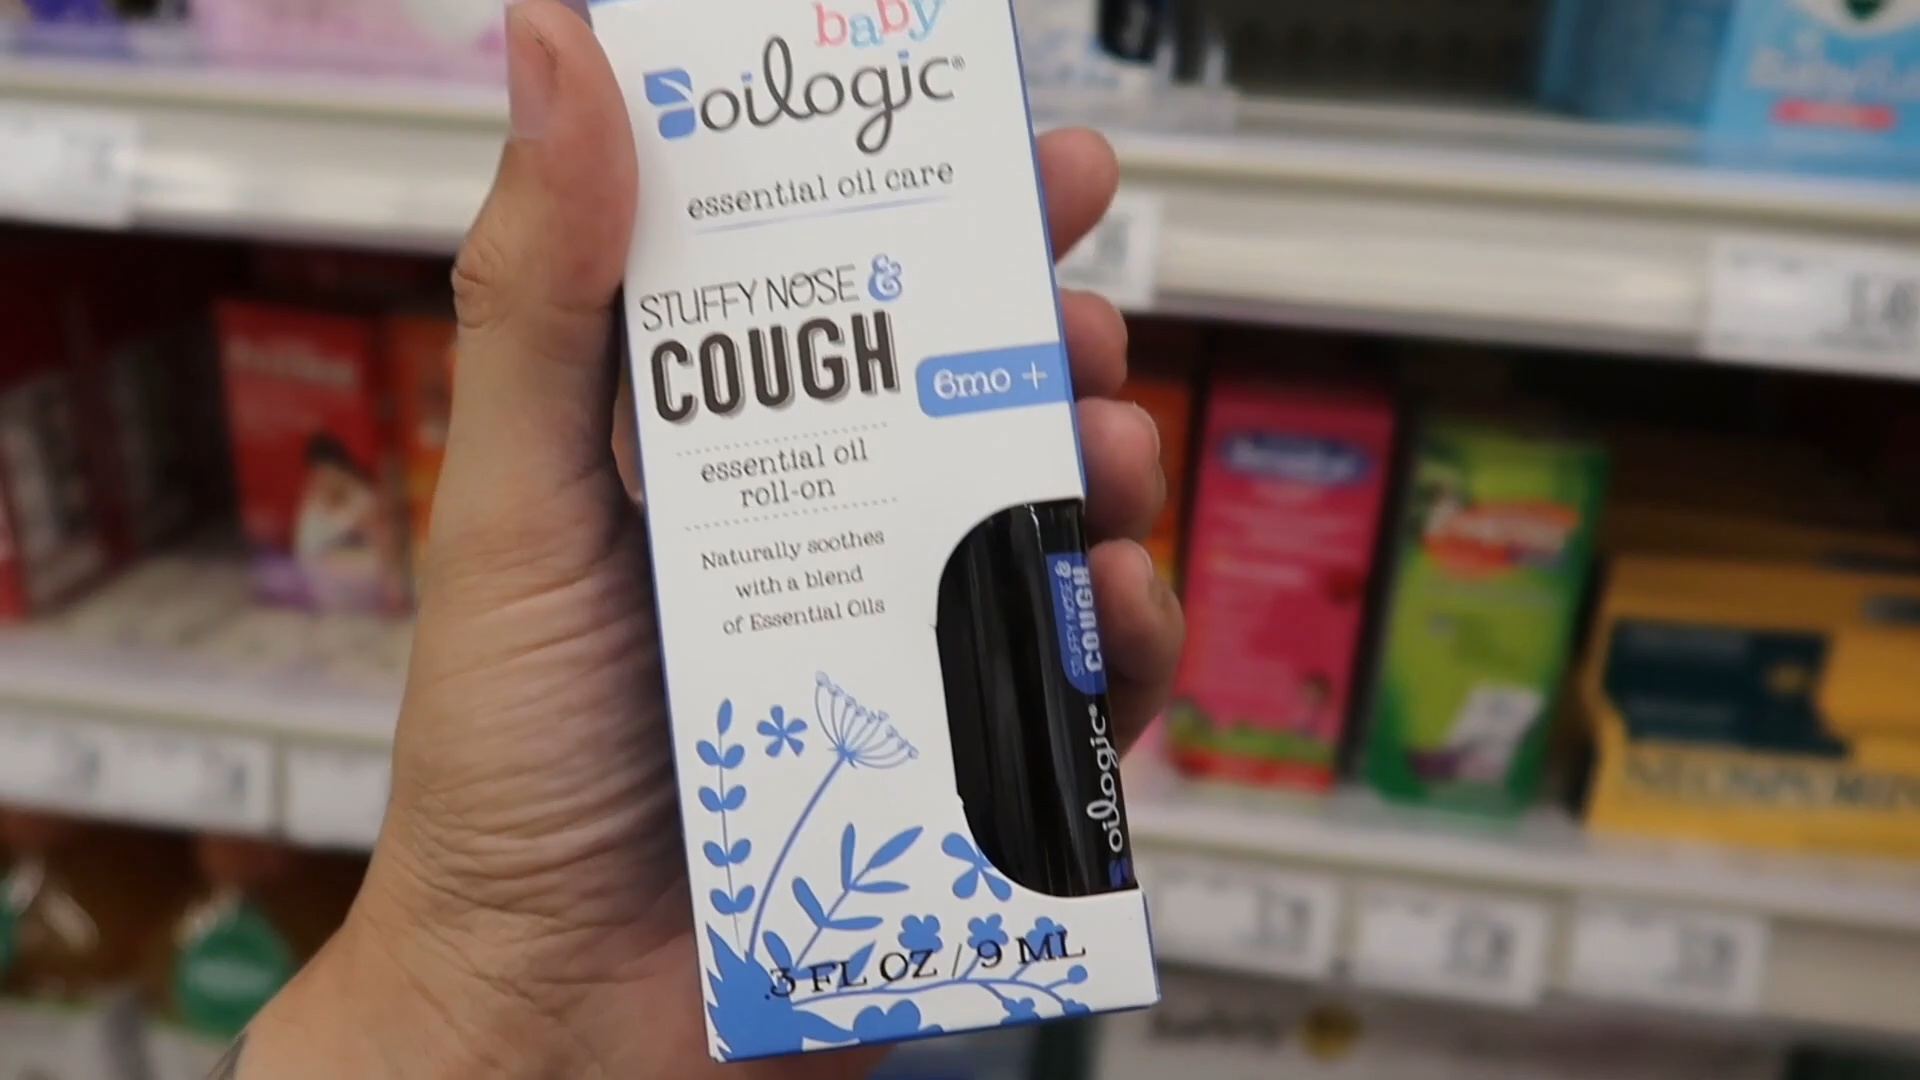 baby
oilogic®
essential oil care
STUFFY NOSE &
COUGH
6mo +
essential oil
roll-on
Naturally soothes
with a blend
of Essential Oils
STUFFY NOSE &
COUGH
oilogic®
.3 FL OZ / 9 ML
NEOSPORIN